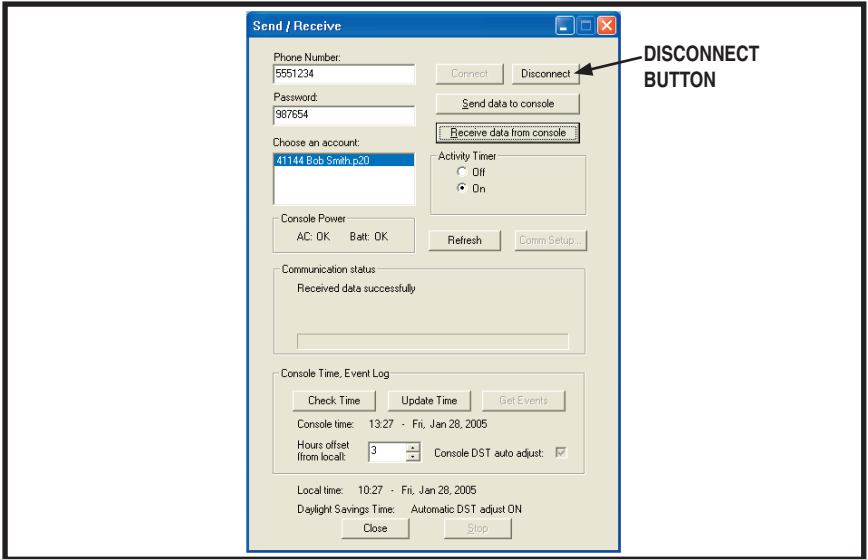 Send / Receive
Phone Number:
5551234
Connect
Disconnect
DISCONNECT
BUTTON
Password:
987654
Send data to console
Receive data from console
Choose an account:
41144 Bob Smith.p20
Activity Timer
Off
On
Console Power
AC: OK Batt: OK
Refresh
Comm Setup...
Communication status
Received data successfully
Console Time, Event Log
Check Time
Update Time
Get Events
Console time: 13:27 - Fri, Jan 28, 2005
Hours offset
(from local):
3
Console DST auto adjust:
Local time: 10:27 - Fri, Jan 28, 2005
Daylight Savings Time: Automatic DST adjust ON
Close
Stop